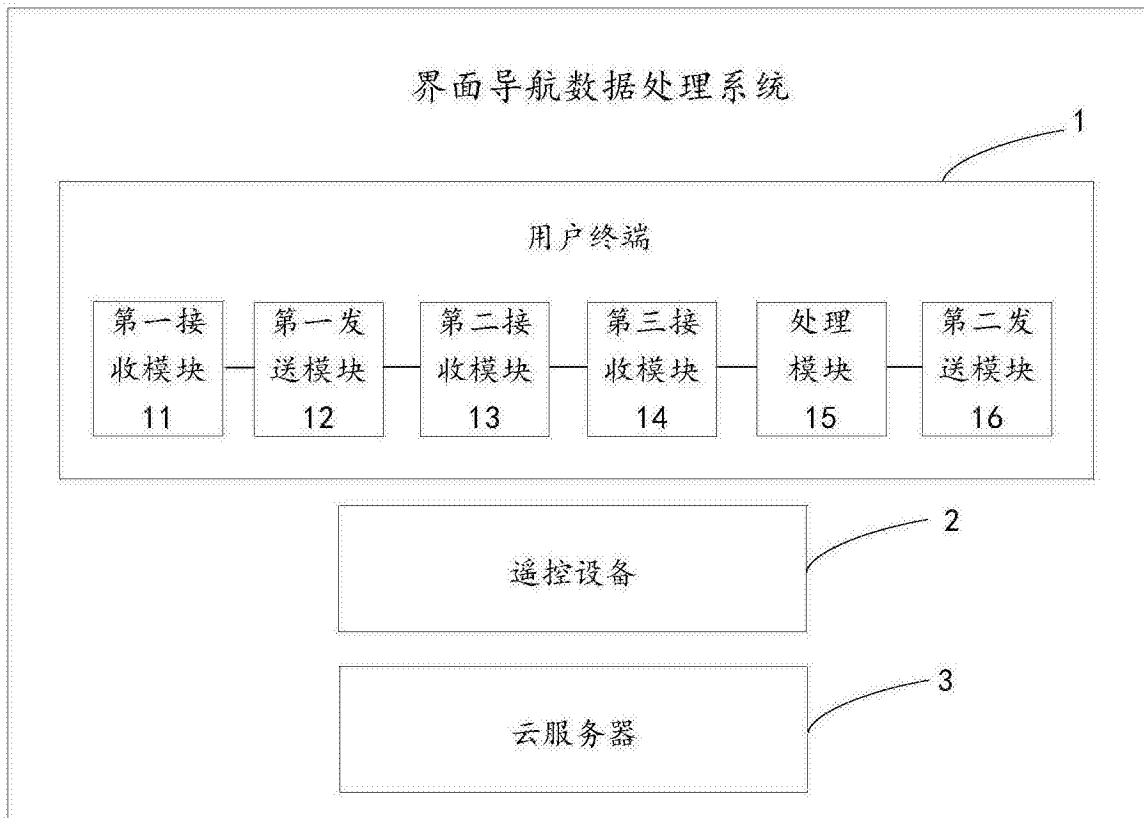 界面导航数据处理系统
1
用户终端
第一接
收模块
11
第一发
送模块
12
第二接
收模块
13
第三接
收模块
14
处理
模块
15
第二发
送模块
16
2
遥控设备
3
云服务器